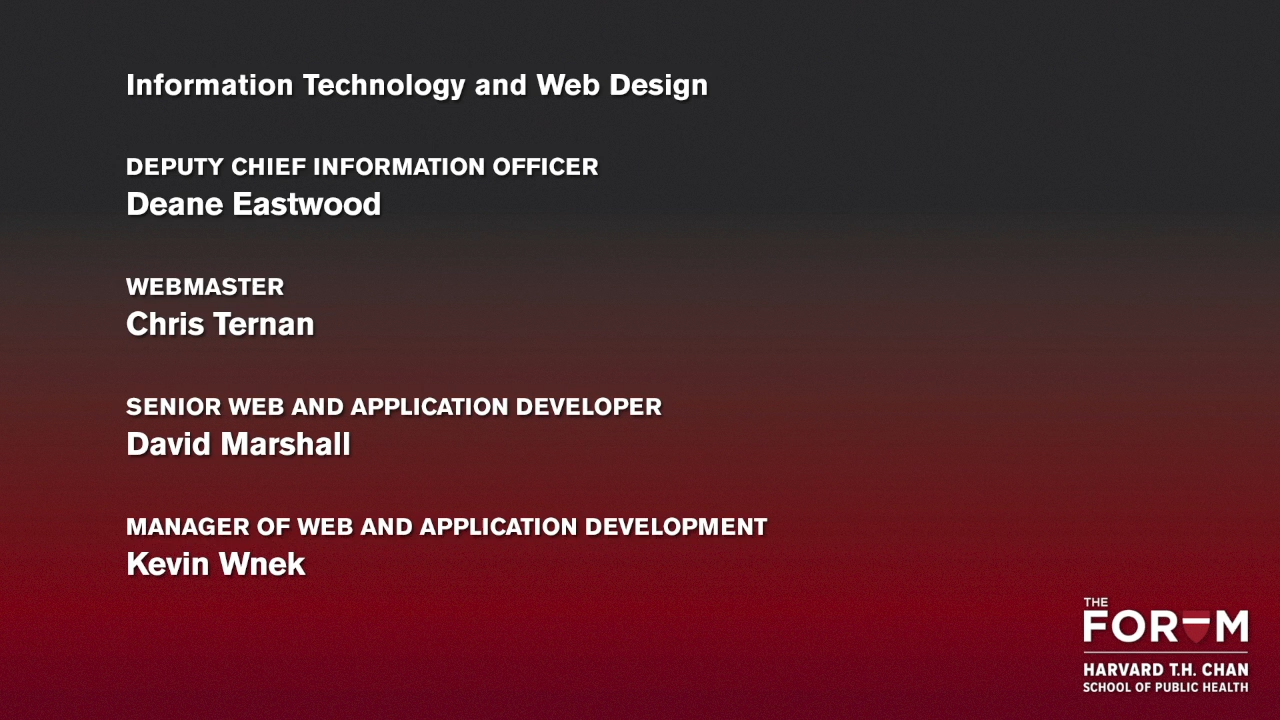 Information Technology and Web Design
DEPUTY CHIEF INFORMATION OFFICER
Deane Eastwood
WEBMASTER
Chris Ternan
SENIOR WEB AND APPLICATION DEVELOPER
David Marshall
MANAGER OF WEB AND APPLICATION DEVELOPMENT
Kevin Wnek
THE
FORUM
HARVARD T.H. CHAN
SCHOOL OF PUBLIC HEALTH